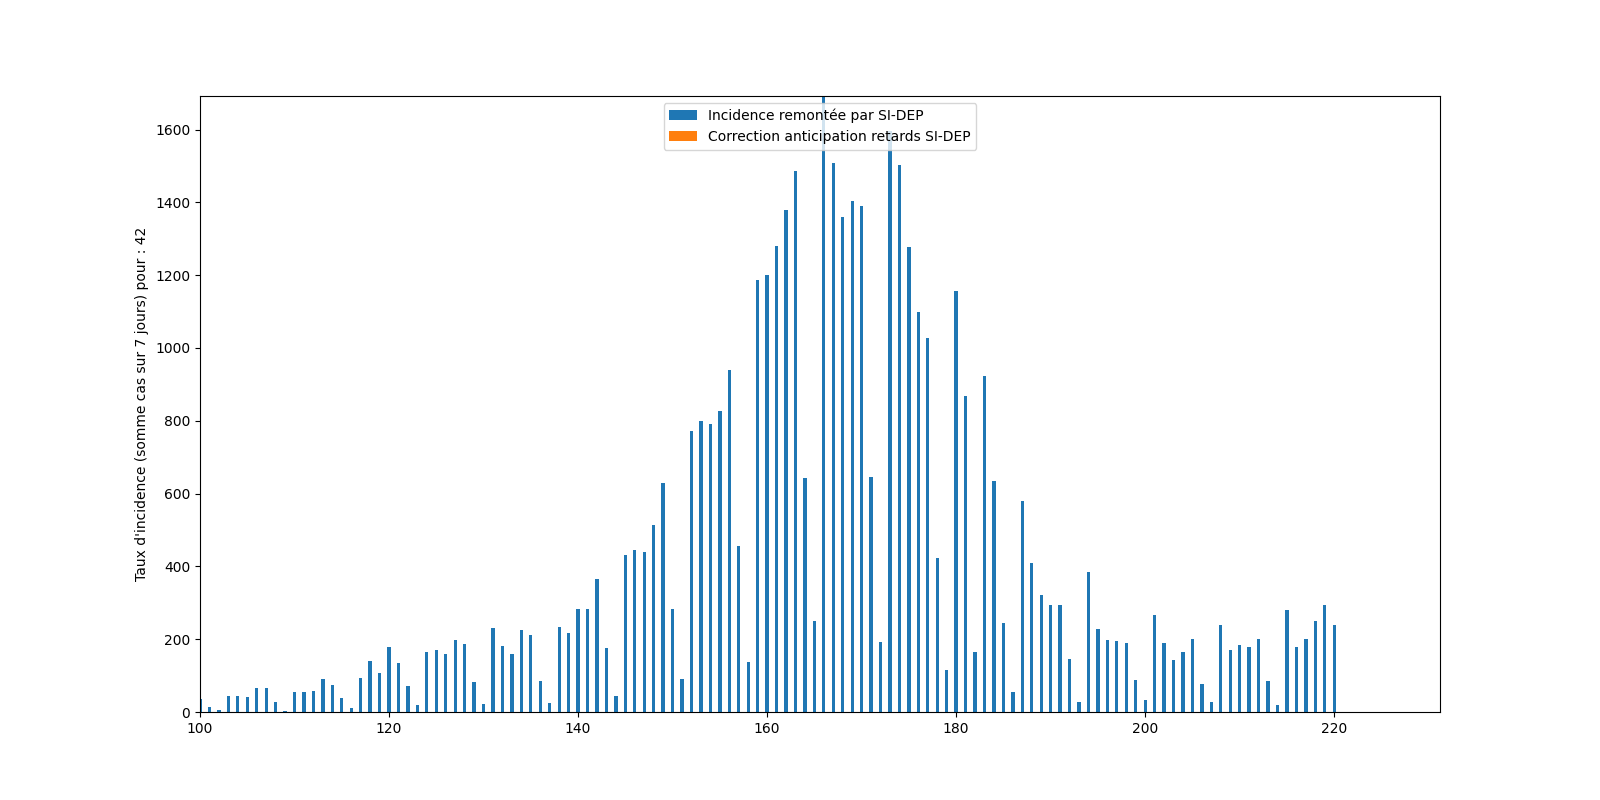 Incidence remontée par SI-DEP
Correction anticipation retards SI-DEP
Taux d'incidence (somme cas sur 7 jours) pour : 42
1600
1400
1200
1000
800
600
400
200
0
100 120 140 160 180 200 220